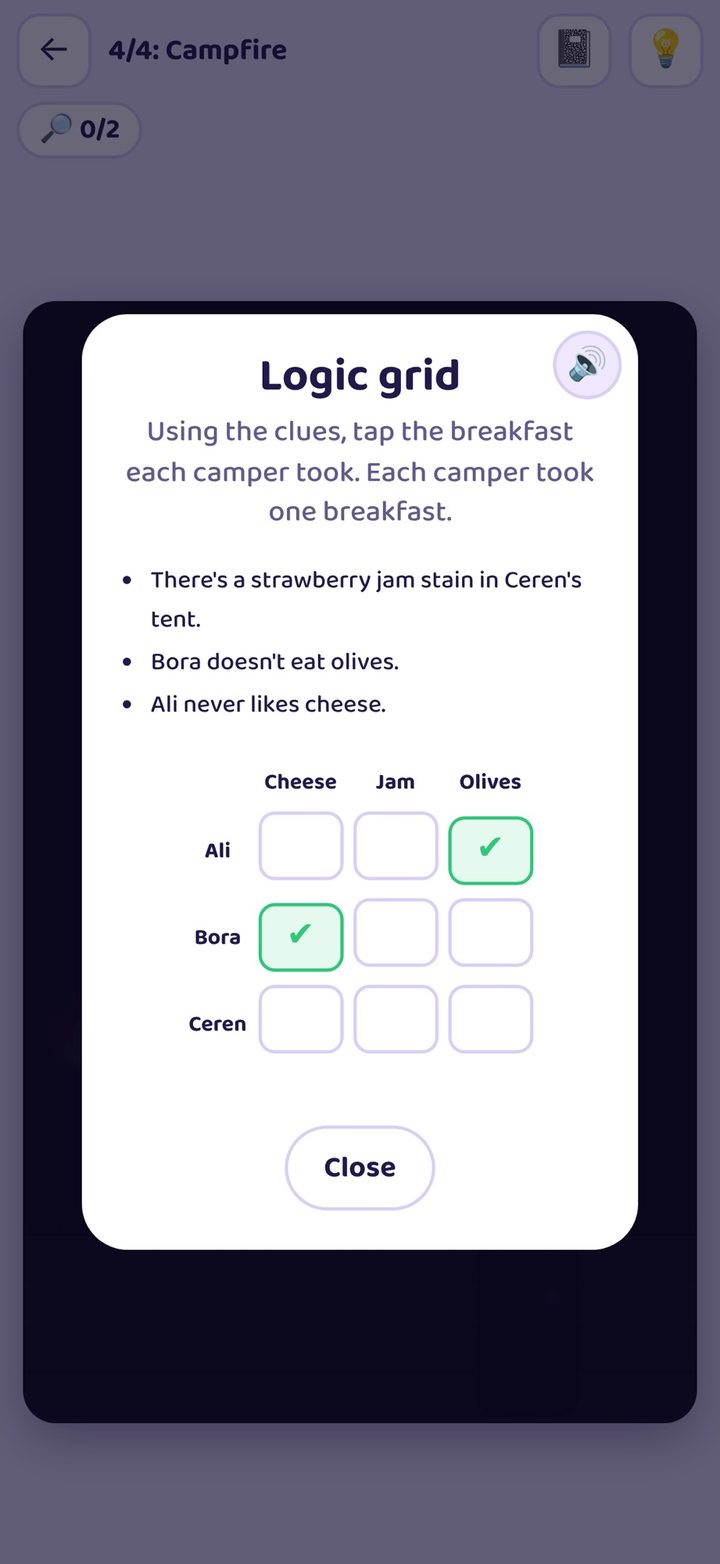 4/4: Campfire
0/2
Logic grid
Using the clues, tap the breakfast
each camper took. Each camper took
one breakfast.
• There's a strawberry jam stain in Ceren's
tent.
• Bora doesn't eat olives.
• Ali never likes cheese.
Cheese Jam Olives
Ali ✔
Bora ✔
Ceren
Close